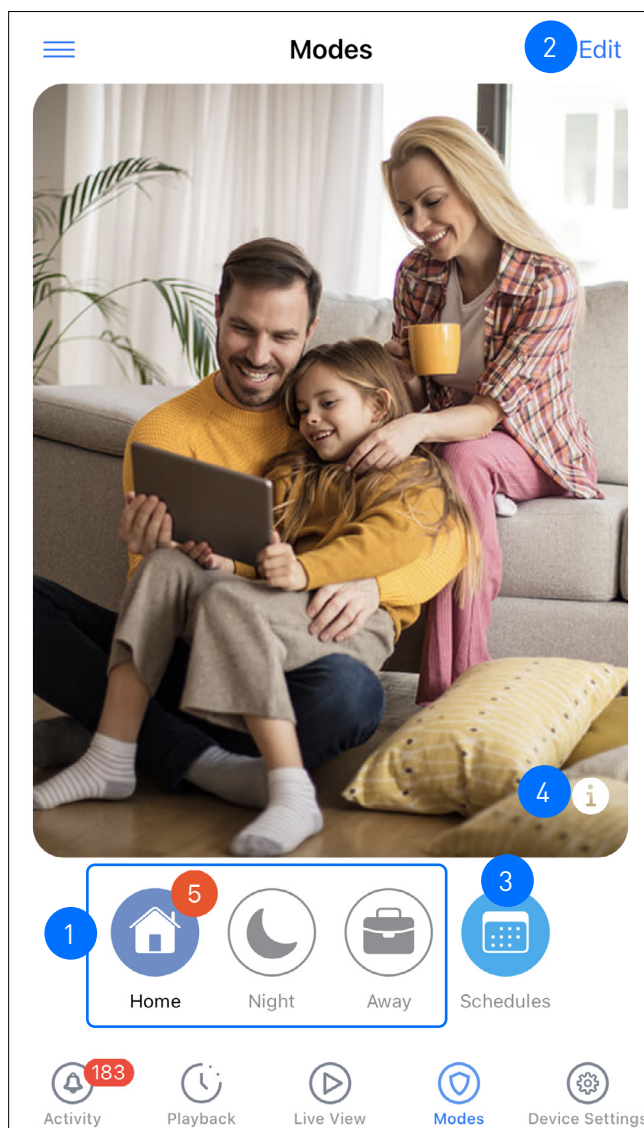 Modes
2 Edit
4 i
3
5
1
Home Night Away Schedules
183
Activity Playback Live View Modes Device Settings